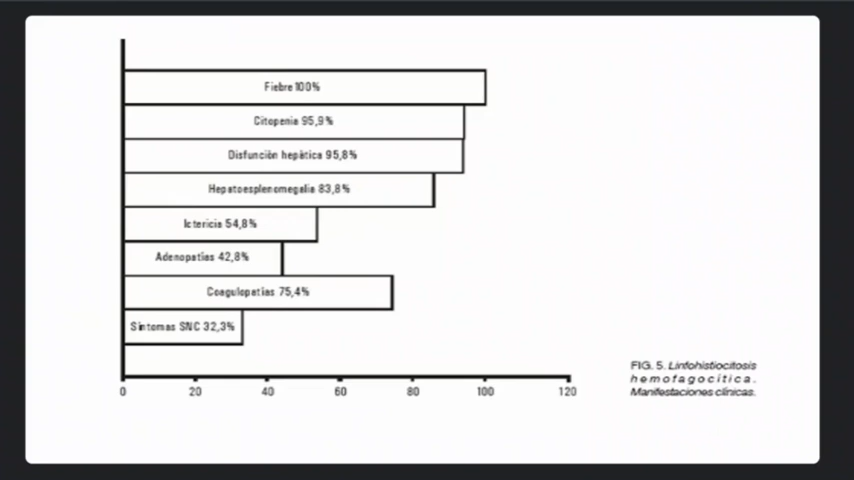 Fiebre 100%
Citopenia 95,9%
Disfunción hepática 95,8%
Hepatoesplenomegalia 83,8%
Ictericia 54,8%
Adenopatías 42,8%
Coagulopatías 75,4%
Síntomas SNC 32,3%
0 20 40 60 80 100 120
FIG. 5. Linfohistiocitosis
hemofagocítica.
Manifestaciones clínicas.